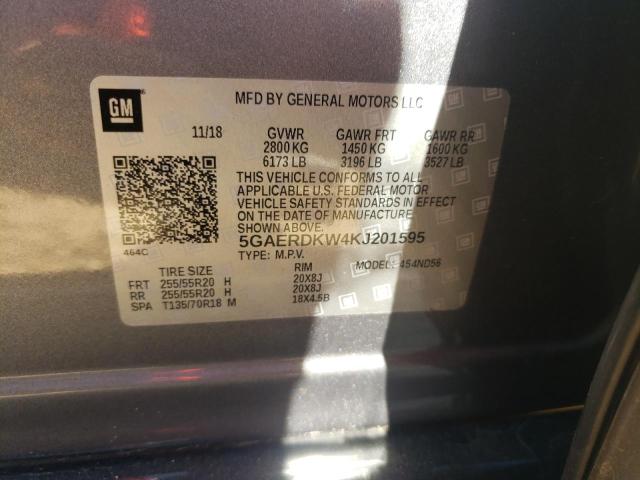 GM
MFD BY GENERAL MOTORS LLC
11/18 GVWR GAWR FRT GAWR RR
2800 KG 1450 KG 1600 KG
6173 LB 3196 LB 3527 LB
THIS VEHICLE CONFORMS TO ALL
APPLICABLE U.S. FEDERAL MOTOR
VEHICLE SAFETY STANDARDS IN EFFECT
ON THE DATE OF MANUFACTURE
SHOWN ABOVE.
464C 5GAERDKW4KJ201595
TYPE: M.P.V. MODEL: 454ND56
TIRE SIZE RIM
FRT 255/55R20 H 20X8J
RR 255/55R20 H 20X8J
SPA T135/70R18 M 18X4.5B